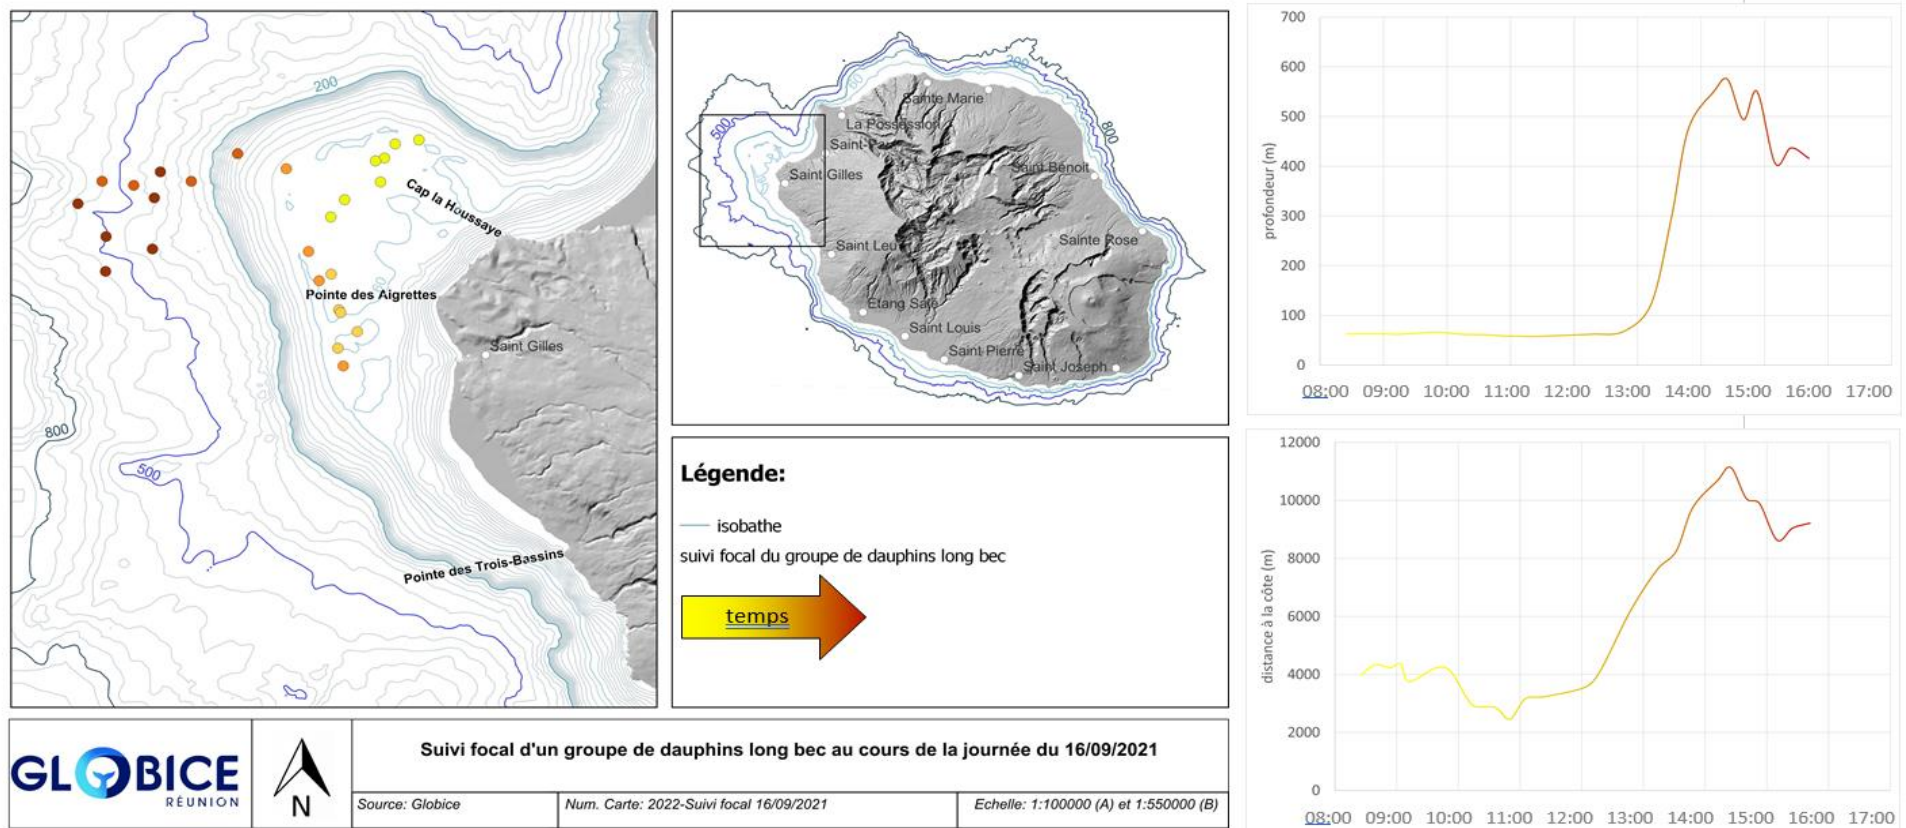 200
Cap la Houssaye
Pointe des Aigrettes
Saint Gilles
800
500
Pointe des Trois-Bassins
200
Sainte Marie
La Possession
500
800
Saint Benoit
Saint Gilles
Saint Leu
Sainte Rose
Etang Salé
Saint Louis
Saint Pierre
Saint Joseph
Légende:
isobathe
suivi focal du groupe de dauphins long bec
temps
GLOBICE
RÉUNION
N
Suivi focal d'un groupe de dauphins long bec au cours de la journée du 16/09/2021
Source: Globice
Num. Carte: 2022-Suivi focal 16/09/2021
Echelle: 1:100000 (A) et 1:550000 (B)
profondeur (m)
700
600
500
400
300
200
100
0
08:00 09:00 10:00 11:00 12:00 13:00 14:00 15:00 16:00 17:00
distance à la côte (m)
12000
10000
8000
6000
4000
2000
0
08:00 09:00 10:00 11:00 12:00 13:00 14:00 15:00 16:00 17:00